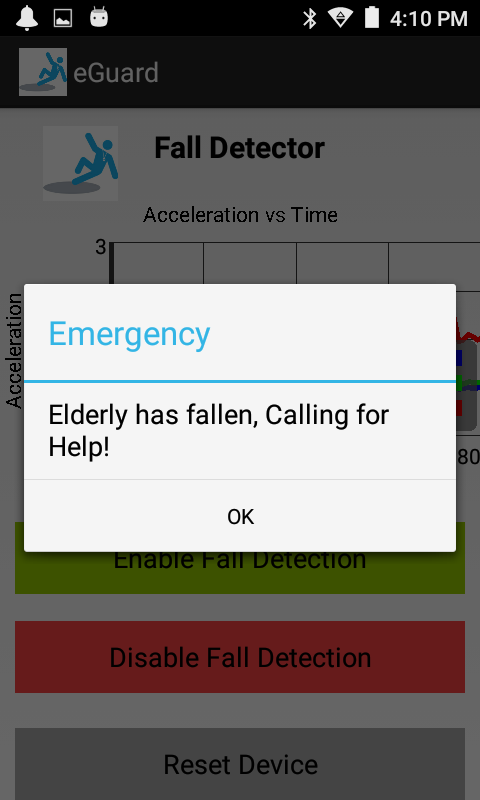 4:10 PM
eGuard
Fall Detector
Acceleration vs Time
3
Acceleration
80
Emergency
Elderly has fallen, Calling for
Help!
OK
Enable Fall Detection
Disable Fall Detection
Reset Device